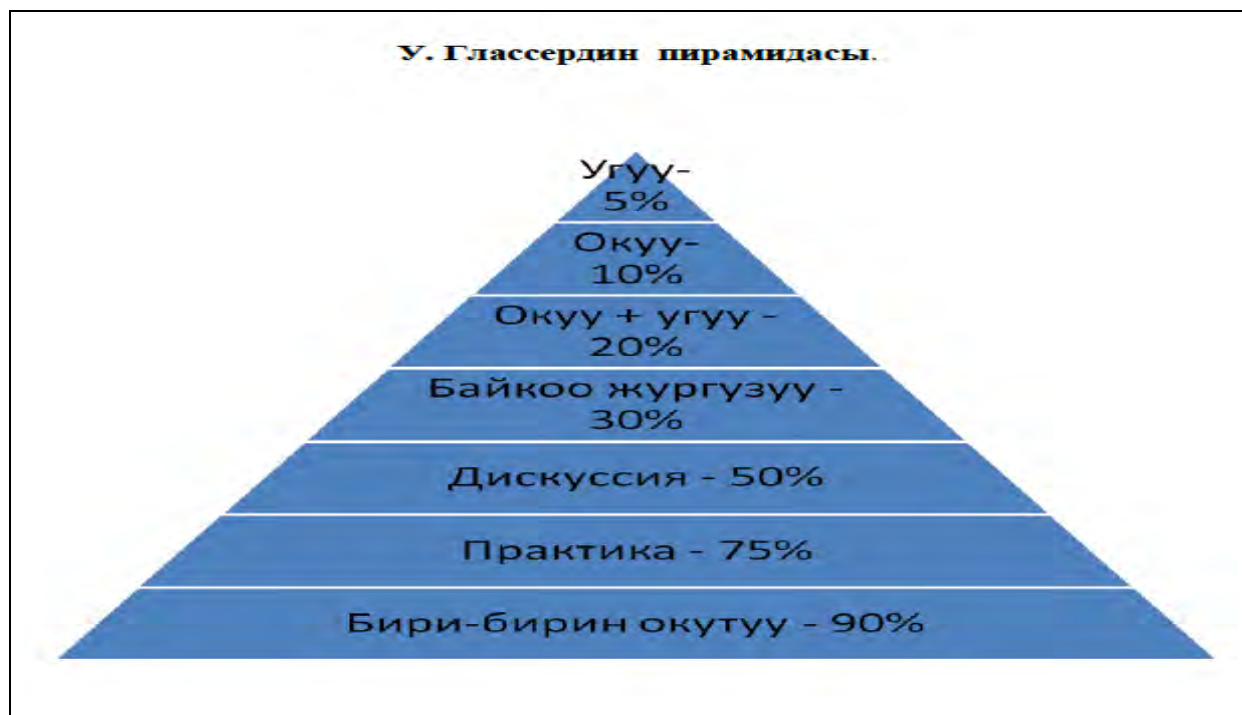 У. Глассердин пирамидасы.
Угуу-
5%
Окуу-
10%
Окуу + угуу -
20%
Байкоо жургузуу -
30%
Дискуссия - 50%
Практика - 75%
Бири-бирин окутуу - 90%